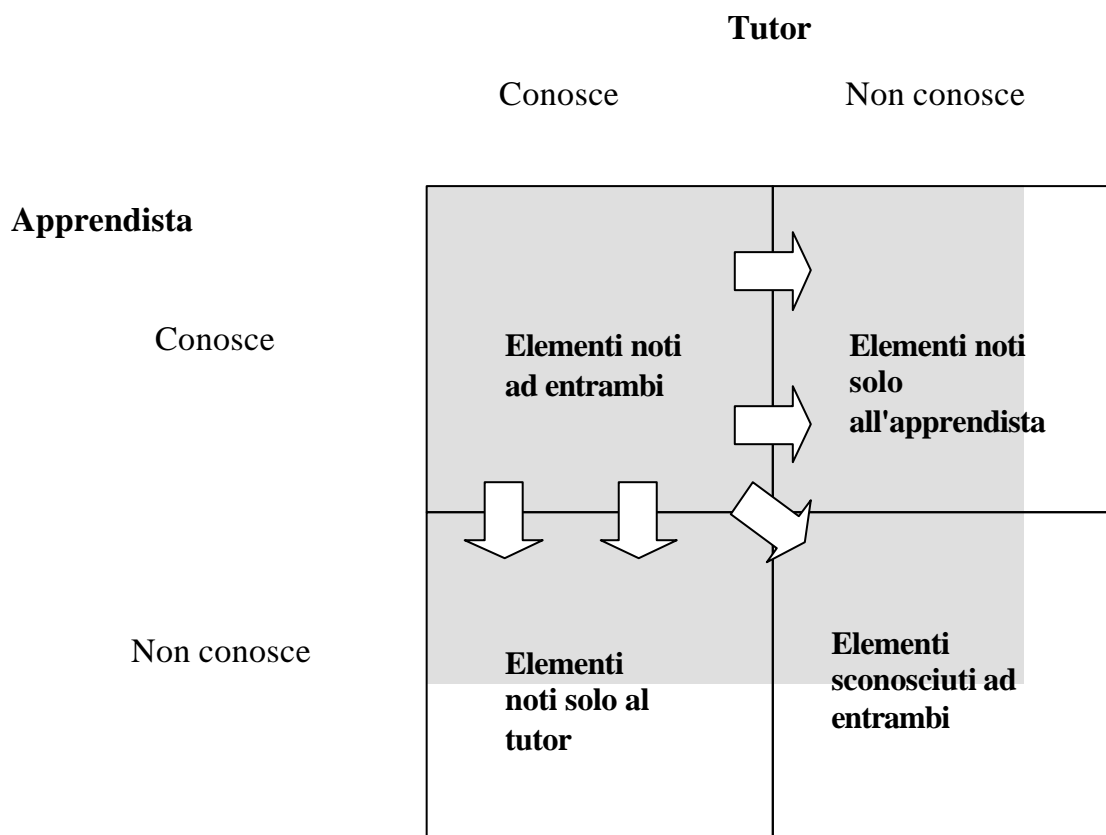 Tutor
Conosce
Non conosce
Apprendista
Conosce
Elementi noti
ad entrambi
Elementi noti
solo
all'apprendista
Non conosce
Elementi
noti solo al
tutor
Elementi
sconosciuti ad
entrambi